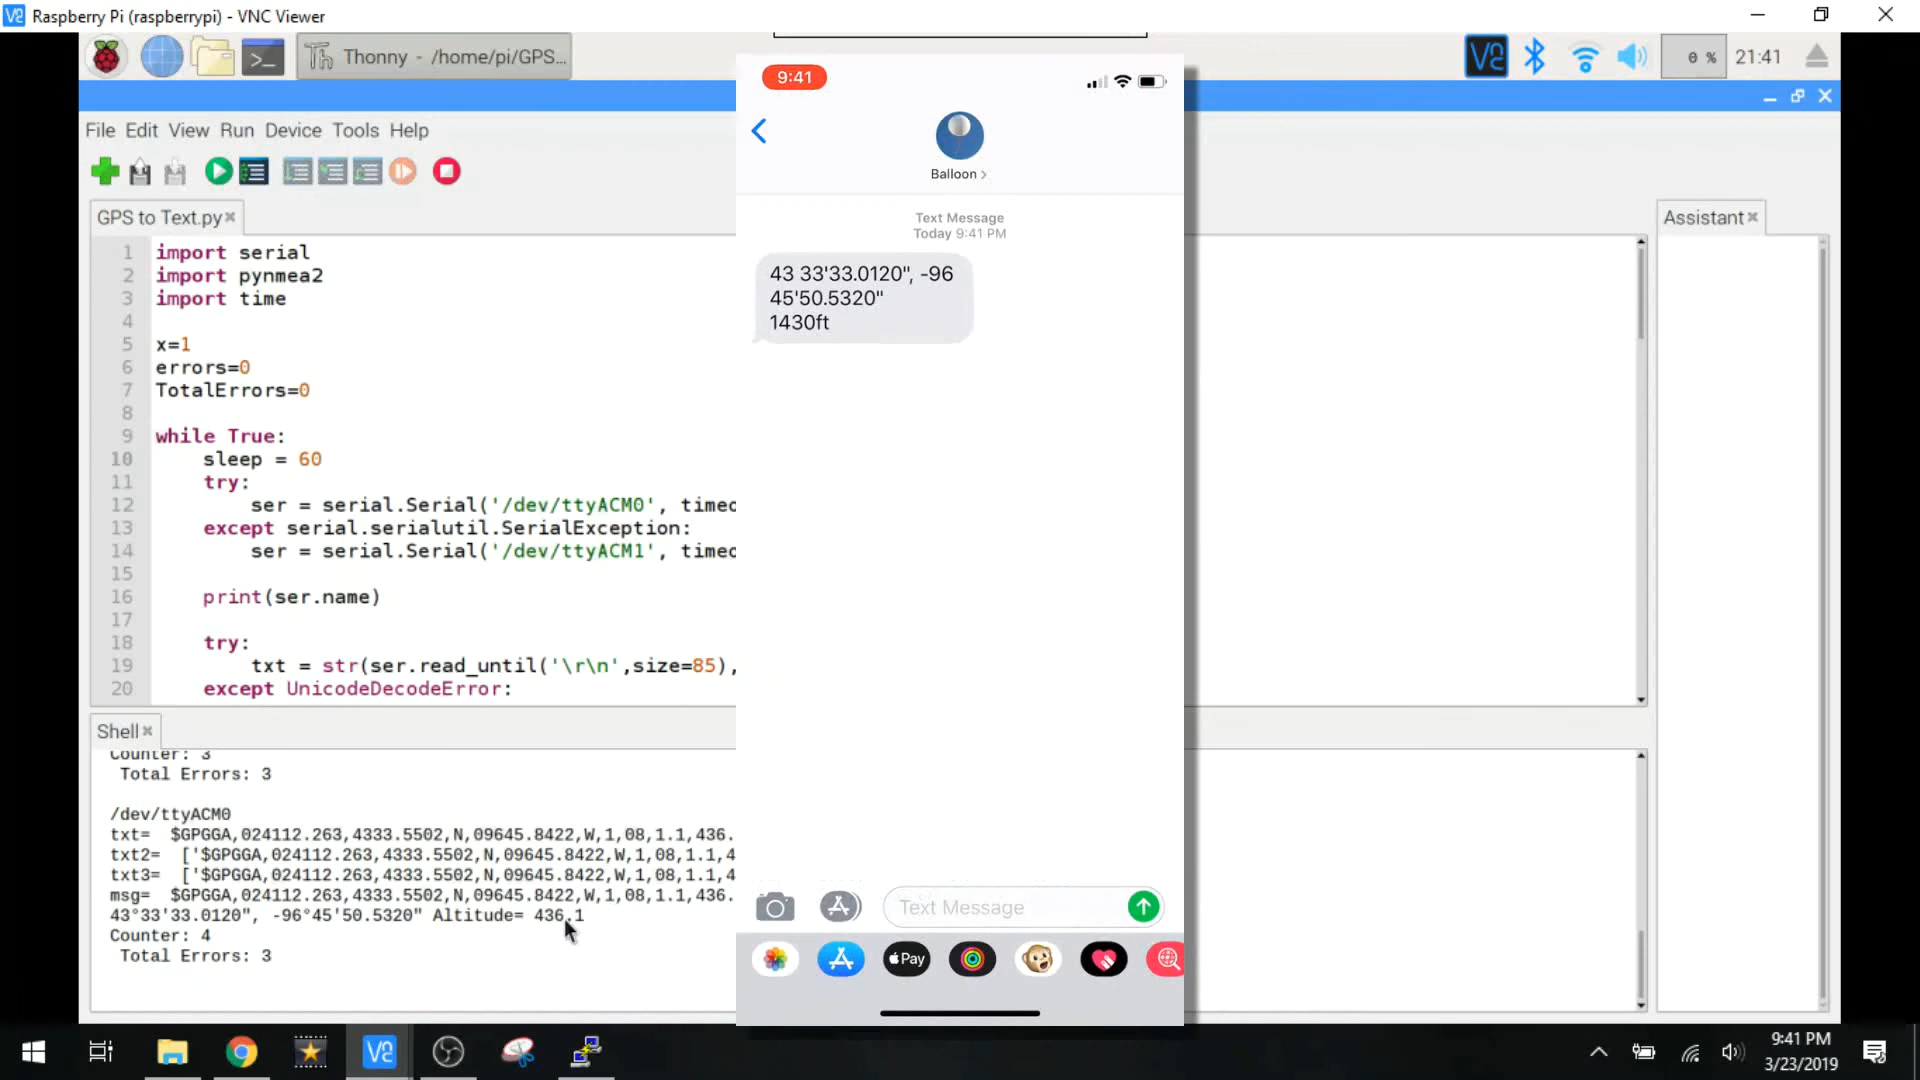 Raspberry Pi (raspberrypi) - VNC Viewer
Thonny - /home/pi/GPS...
0 %
21:41
File Edit View Run Device Tools Help
GPS to Text.py
1 import serial
2 import pynmea2
3 import time
4
5 x=1
6 errors=0
7 TotalErrors=0
8
9 while True:
10 sleep = 60
11 try:
12 ser = serial.Serial('/dev/ttyACM0', timeo
13 except serial.serialutil.SerialException:
14 ser = serial.Serial('/dev/ttyACM1', timeo
15
16 print(ser.name)
17
18 try:
19 txt = str(ser.read_until('\r\n',size=85),
20 except UnicodeDecodeError:
Assistant
Shell
Counter: 3
Total Errors: 3
/dev/ttyACM0
txt= $GPGGA,024112.263,4333.5502,N,09645.8422,W,1,08,1.1,436.
txt2= ['$GPGGA,024112.263,4333.5502,N,09645.8422,W,1,08,1.1,4
txt3= ['$GPGGA,024112.263,4333.5502,N,09645.8422,W,1,08,1.1,4
msg= $GPGGA,024112.263,4333.5502,N,09645.8422,W,1,08,1.1,436.
43°33'33.0120", -96°45'50.5320" Altitude= 436.1
Counter: 4
Total Errors: 3
9:41
Balloon
Text Message
Today 9:41 PM
43 33'33.0120", -96
45'50.5320"
1430ft
Text Message
Pay
9:41 PM
3/23/2019